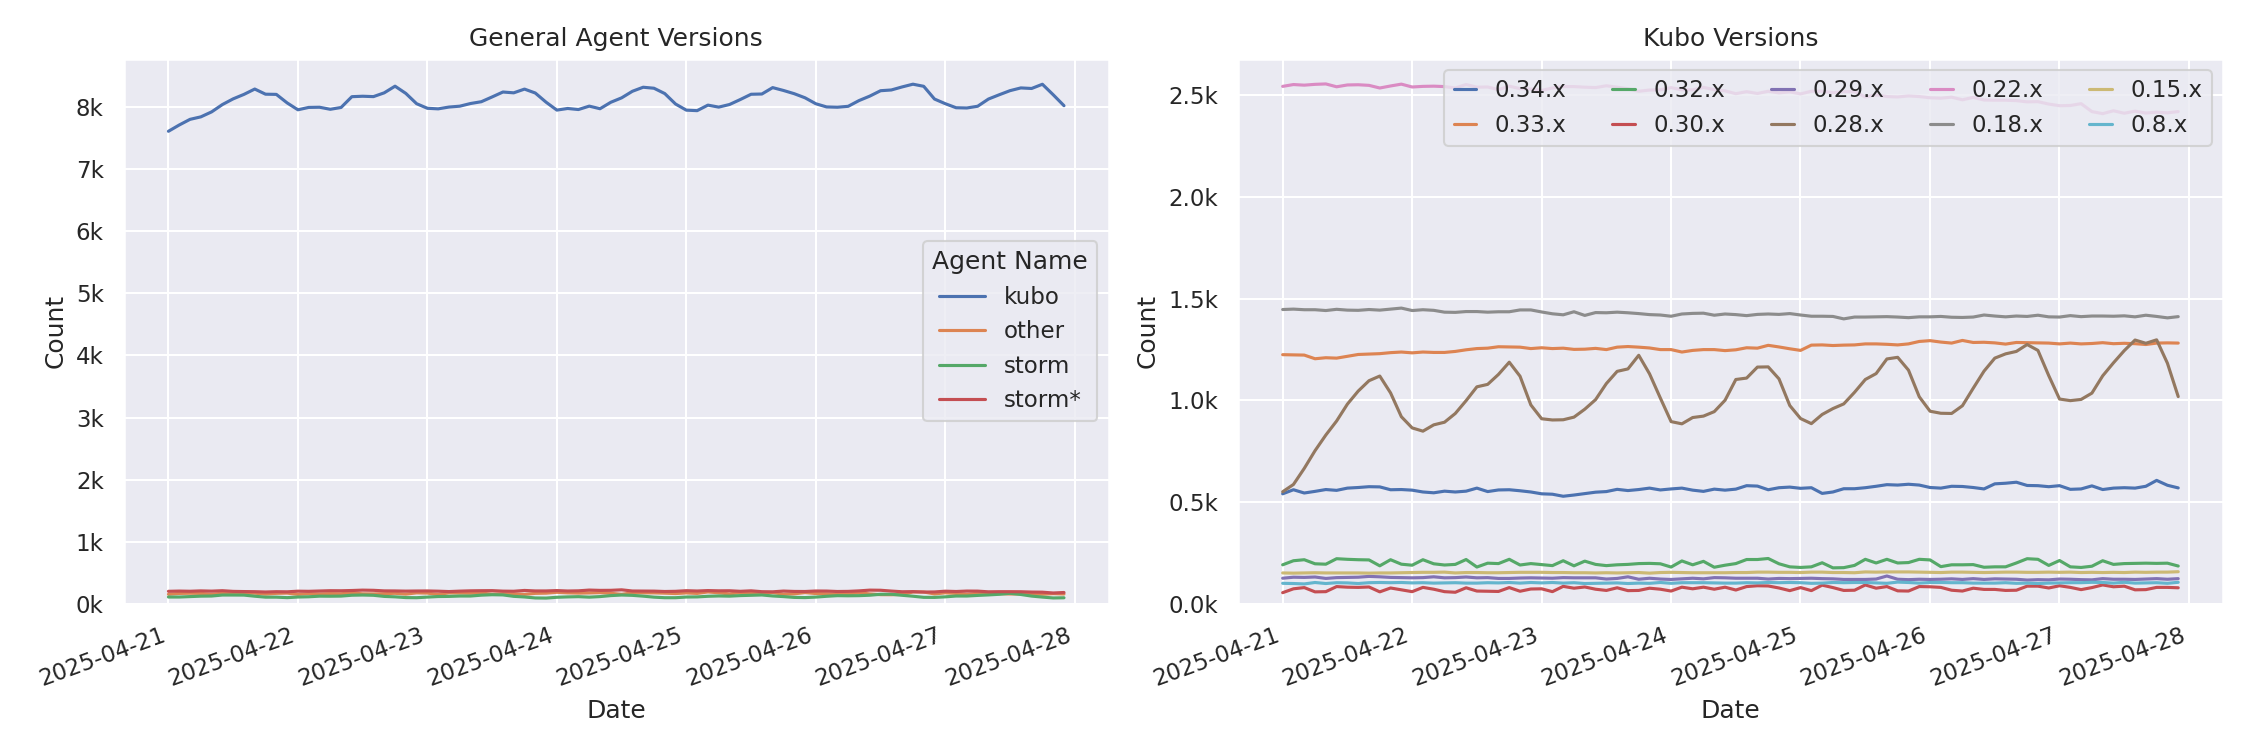 General Agent Versions
Count
8k
7k
6k
5k
4k
3k
2k
1k
0k
Agent Name
kubo
other
storm
storm*
2025-04-21
2025-04-22
2025-04-23
2025-04-24
2025-04-25
2025-04-26
2025-04-27
2025-04-28
Date
Kubo Versions
Count
2.5k
2.0k
1.5k
1.0k
0.5k
0.0k
0.34.x 0.32.x 0.29.x 0.22.x 0.15.x
0.33.x 0.30.x 0.28.x 0.18.x 0.8.x
2025-04-21
2025-04-22
2025-04-23
2025-04-24
2025-04-25
2025-04-26
2025-04-27
2025-04-28
Date